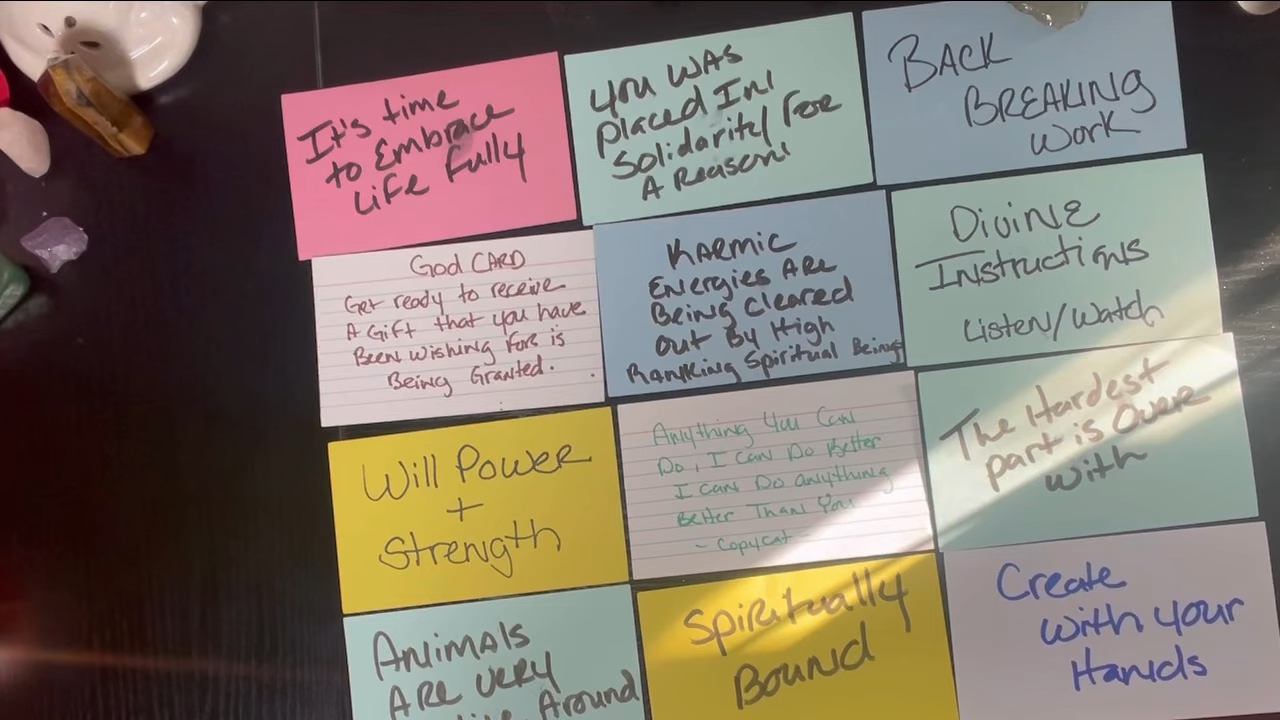 It's time
to Embrace
Life fully
You was
placed In!
Solidarity/For
A Reason!
BACK
BREAKING
Work
God CARD
Get ready to receive
A Gift that you have
Been wishing for is
Being Granted.
KARMIC
Energies Are
Being Cleared
out By High
Ranking Spiritual Beings
Divine
Instructions
Listen/Watch
Will Power
+
Strength
Anything You Can
Do, I Can Do Better
I Can Do anything
Better Than You
- Copycat -
The Hardest
part is Over
with
Animals
Are very
Around
Spiritually
Bound
Create
with your
Hands